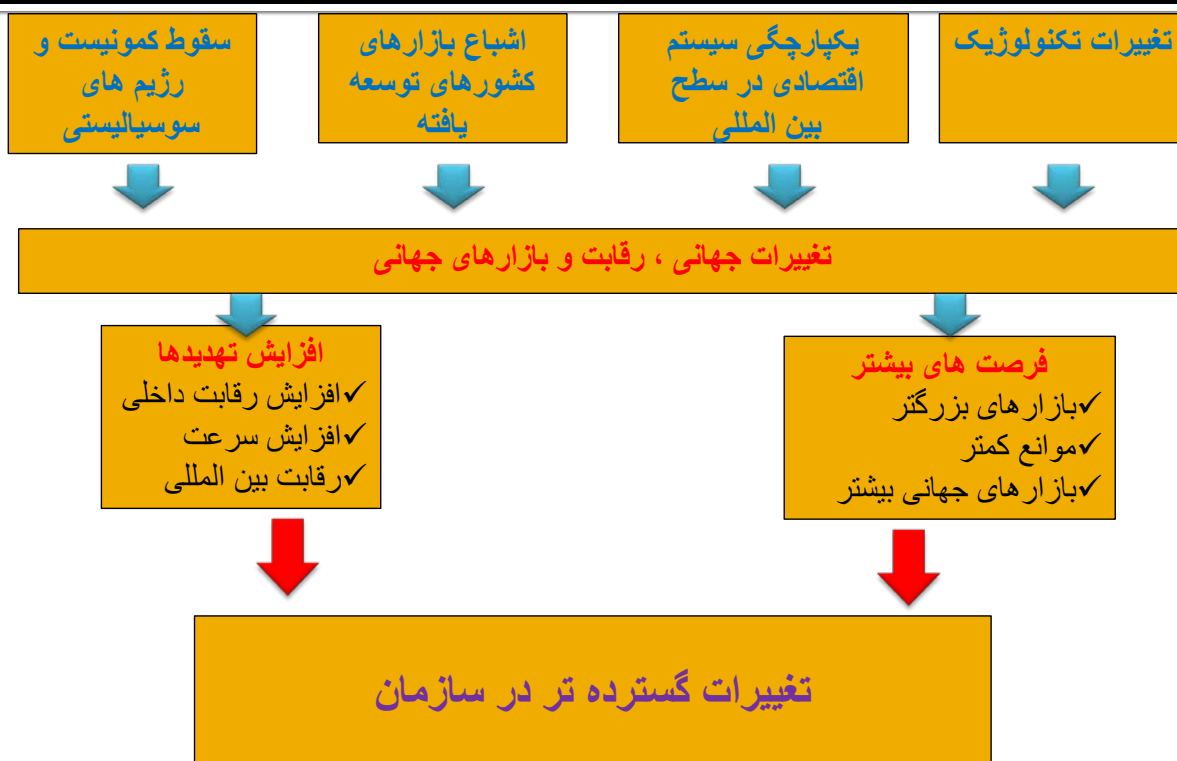 تغییرات تکنولوژیک
یکپارچگی سیستم
اقتصادی در سطح
بین المللی
اشباع بازارهای
کشورهای توسعه
یافته
سقوط کمونیست و
رژیم های
سوسیالیستی
تغییرات جهانی ، رقابت و بازارهای جهانی
فرصت های بیشتر
✓بازارهای بزرگتر
✓موانع کمتر
✓بازارهای جهانی بیشتر
افزایش تهدیدها
✓افزایش رقابت داخلی
✓افزایش سرعت
✓رقابت بین المللی
تغییرات گسترده تر در سازمان